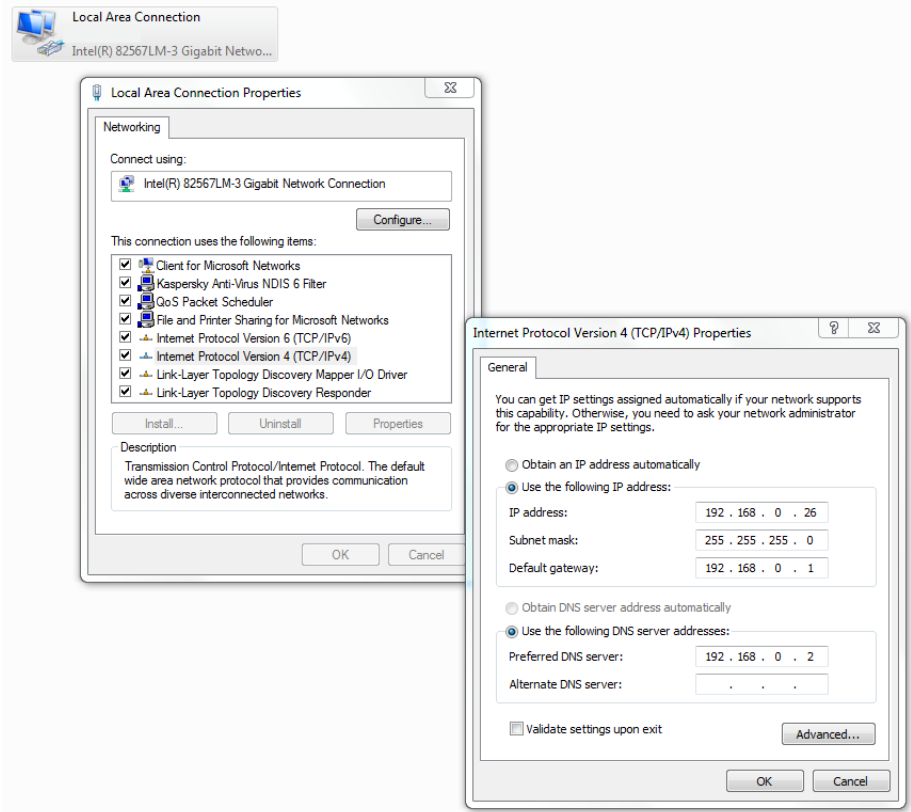 Local Area Connection
Intel(R) 82567LM-3 Gigabit Netwo...
Local Area Connection Properties
Networking
Connect using:
Intel(R) 82567LM-3 Gigabit Network Connection
Configure...
This connection uses the following items:
Client for Microsoft Networks
Kaspersky Anti-Virus NDIS 6 Filter
QoS Packet Scheduler
File and Printer Sharing for Microsoft Networks
Internet Protocol Version 6 (TCP/IPv6)
Internet Protocol Version 4 (TCP/IPv4)
Link-Layer Topology Discovery Mapper I/O Driver
Link-Layer Topology Discovery Responder
Install...
Uninstall
Properties
Description
Transmission Control Protocol/Internet Protocol. The default
wide area network protocol that provides communication
across diverse interconnected networks.
OK
Cancel
Internet Protocol Version 4 (TCP/IPv4) Properties
General
You can get IP settings assigned automatically if your network supports
this capability. Otherwise, you need to ask your network administrator
for the appropriate IP settings.
Obtain an IP address automatically
Use the following IP address:
IP address: 192 . 168 . 0 . 26
Subnet mask: 255 . 255 . 255 . 0
Default gateway: 192 . 168 . 0 . 1
Obtain DNS server address automatically
Use the following DNS server addresses:
Preferred DNS server: 192 . 168 . 0 . 2
Alternate DNS server: . . .
Validate settings upon exit
Advanced...
OK
Cancel